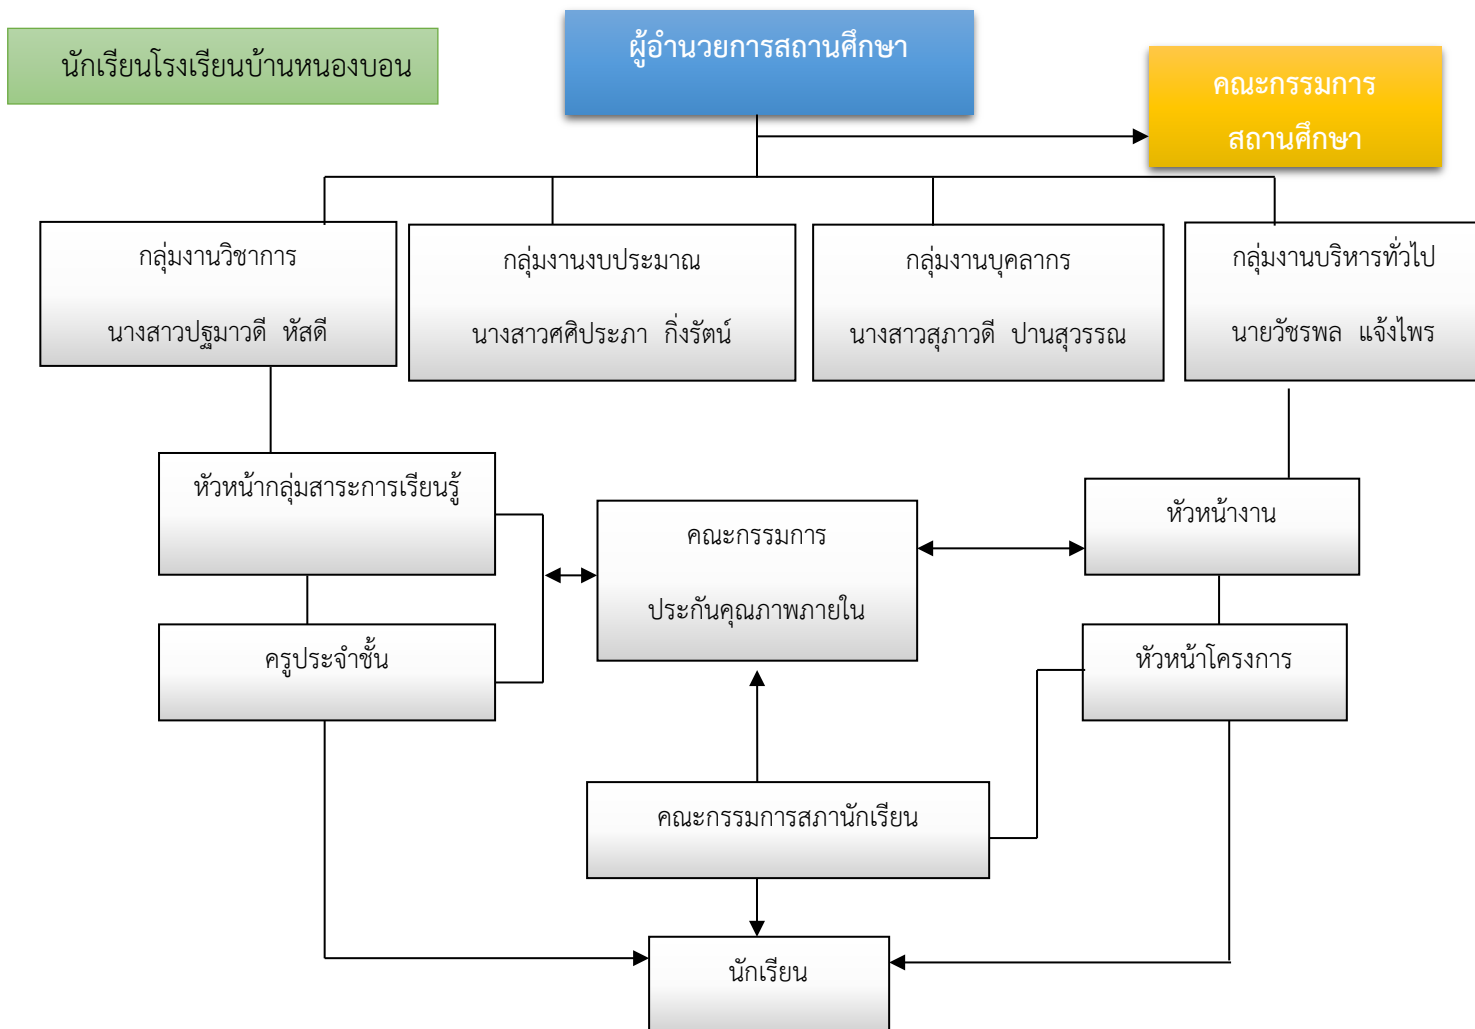 ผู้อำนวยการสถานศึกษา
นักเรียนโรงเรียนบ้านหนองบอน
คณะกรรมการ
สถานศึกษา
กลุ่มงานวิชาการ
นางสาวปฐมาวดี หัสดี
กลุ่มงานงบประมาณ
นางสาวศศิประภา กิ่งรัตน์
กลุ่มงานบุคลากร
นางสาวสุภาวดี ปานสุวรรณ
กลุ่มงานบริหารทั่วไป
นายวัชรพล แจ้งไพร
หัวหน้ากลุ่มสาระการเรียนรู้
คณะกรรมการ
ประกันคุณภาพภายใน
หัวหน้างาน
ครูประจำชั้น
หัวหน้าโครงการ
คณะกรรมการสภานักเรียน
นักเรียน